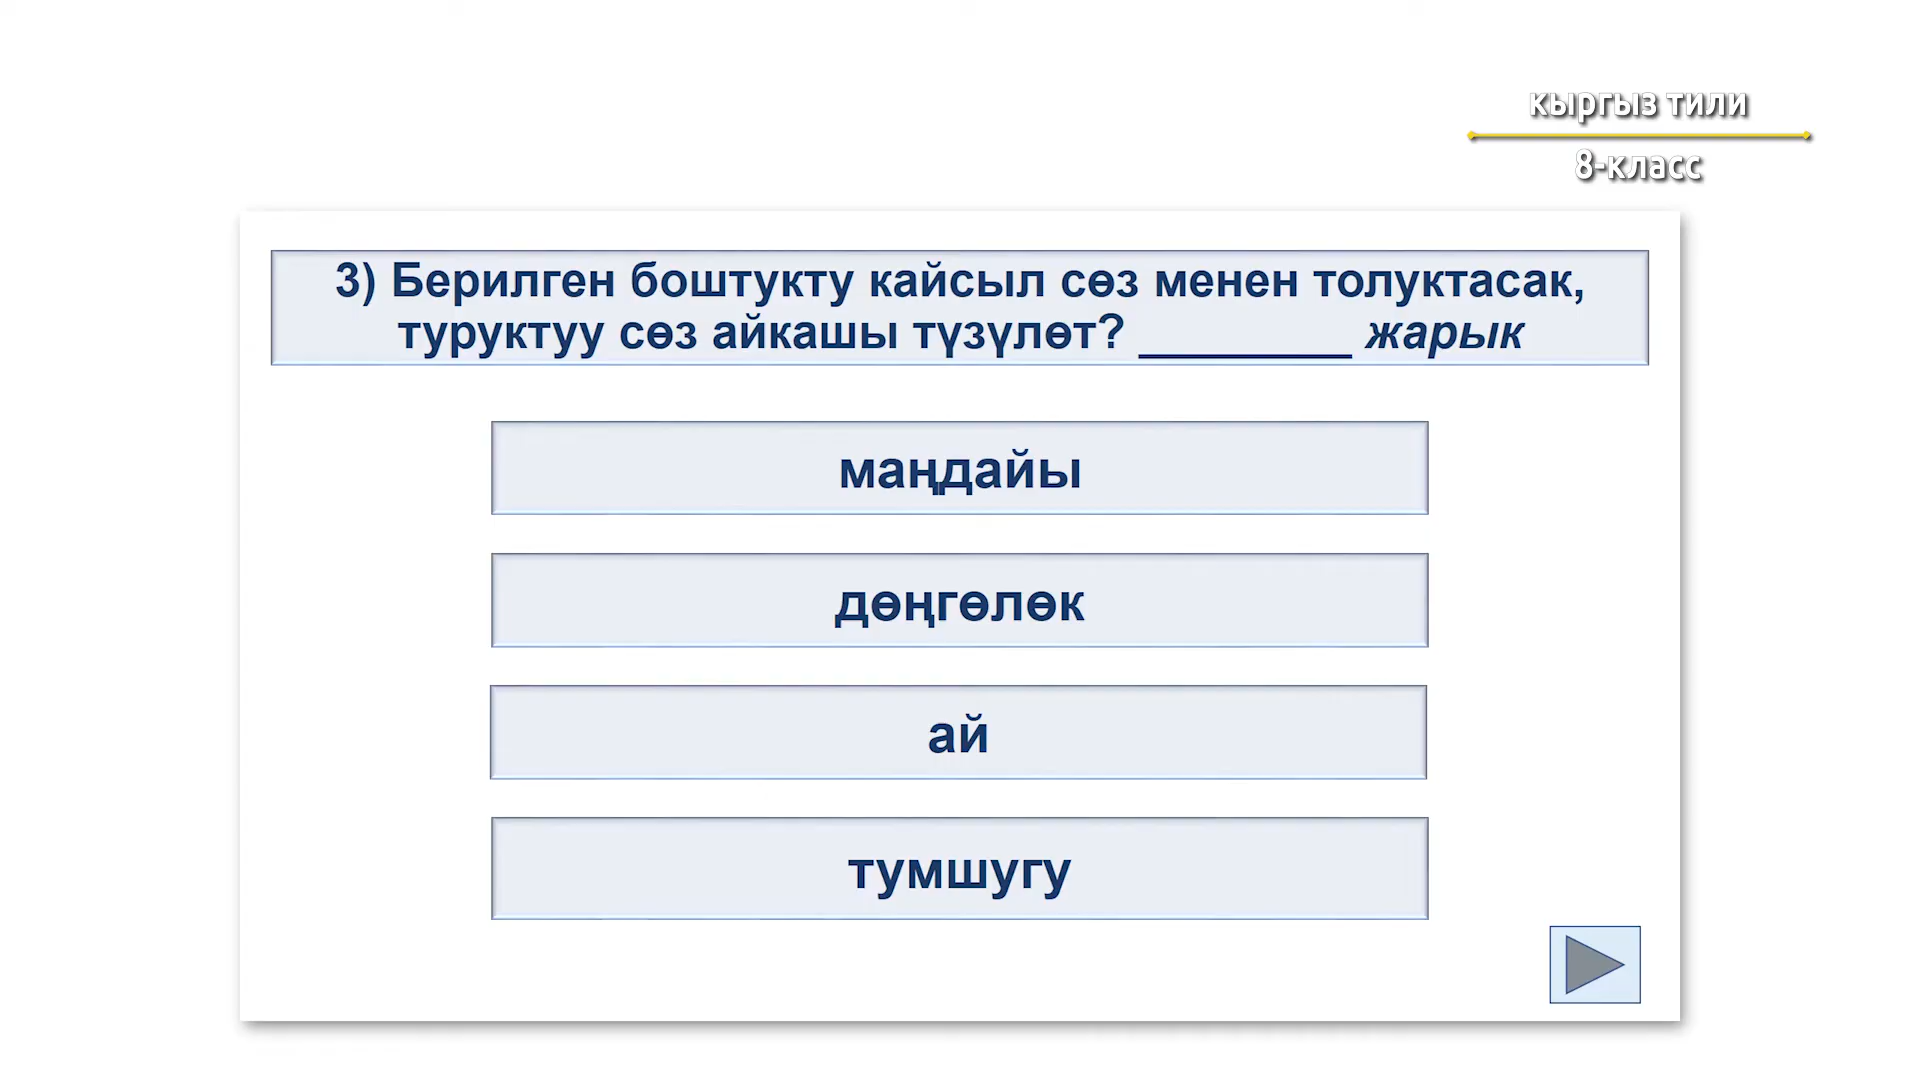 кыргыз тили
8-класс
3) Берилген боштукту кайсыл сөз менен толуктасак,
туруктуу сөз айкашы түзүлөт? ________ жарык
маңдайы
дөңгөлөк
ай
тумшугу